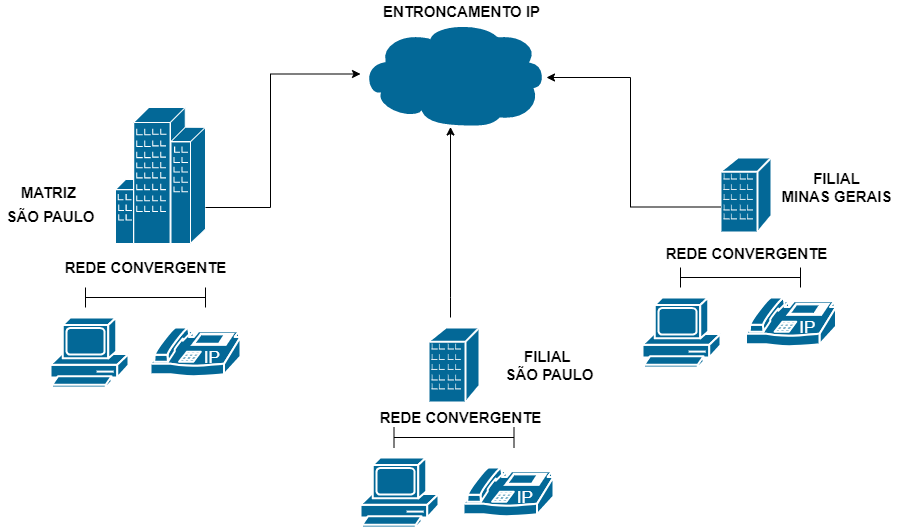 ENTRONCAMENTO IP
MATRIZ
SÃO PAULO
REDE CONVERGENTE
IP
FILIAL
MINAS GERAIS
REDE CONVERGENTE
IP
FILIAL
SÃO PAULO
REDE CONVERGENTE
IP